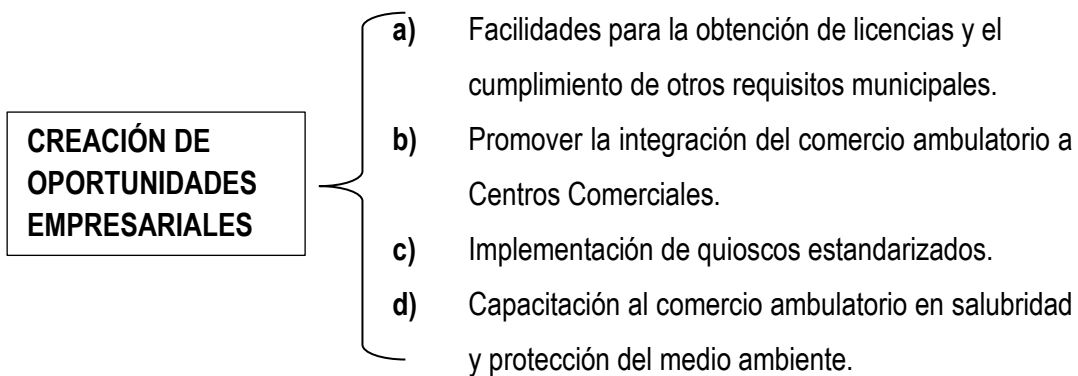 CREACIÓN DE
OPORTUNIDADES
EMPRESARIALES
a) Facilidades para la obtención de licencias y el
cumplimiento de otros requisitos municipales.
b) Promover la integración del comercio ambulatorio a
Centros Comerciales.
c) Implementación de quioscos estandarizados.
d) Capacitación al comercio ambulatorio en salubridad
y protección del medio ambiente.